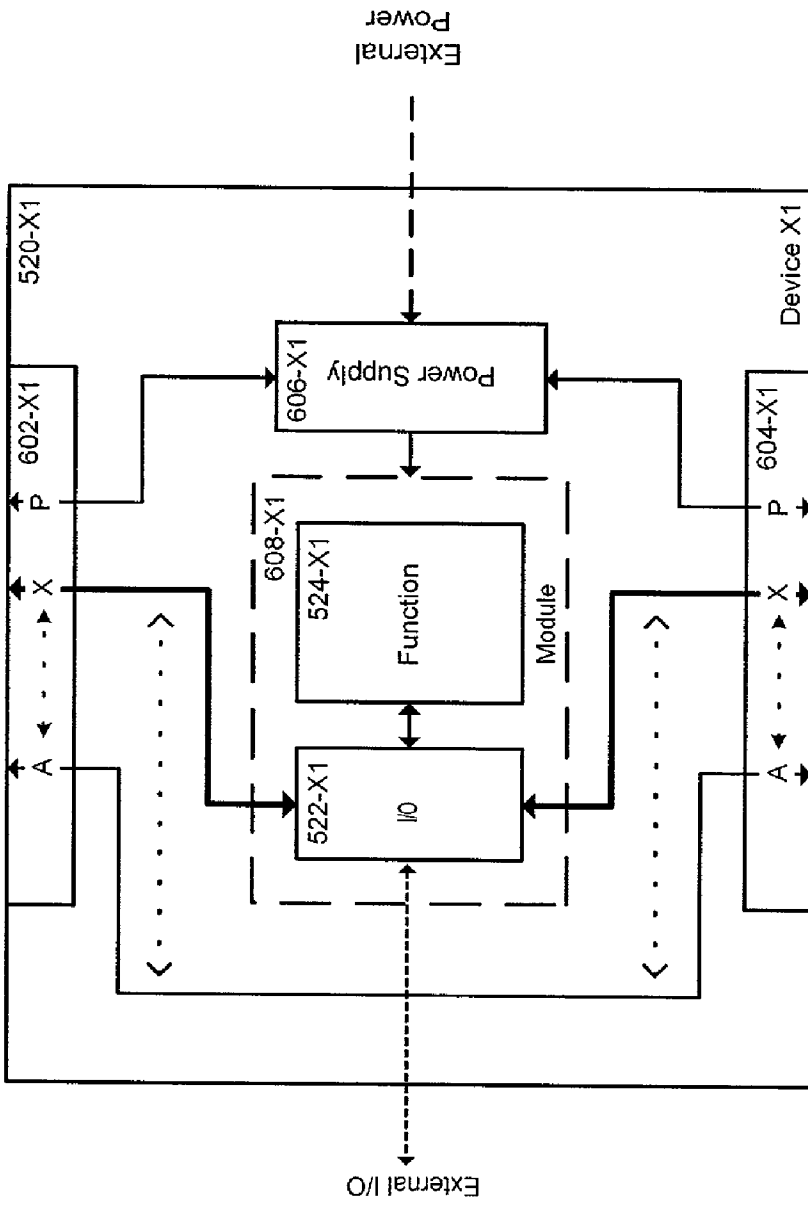 External
Power
520-X1
602-X1
A
X
P
606-X1
Power Supply
608-X1
524-X1
Function
Module
522-X1
I/O
604-X1
A
X
P
Device X1
External I/O